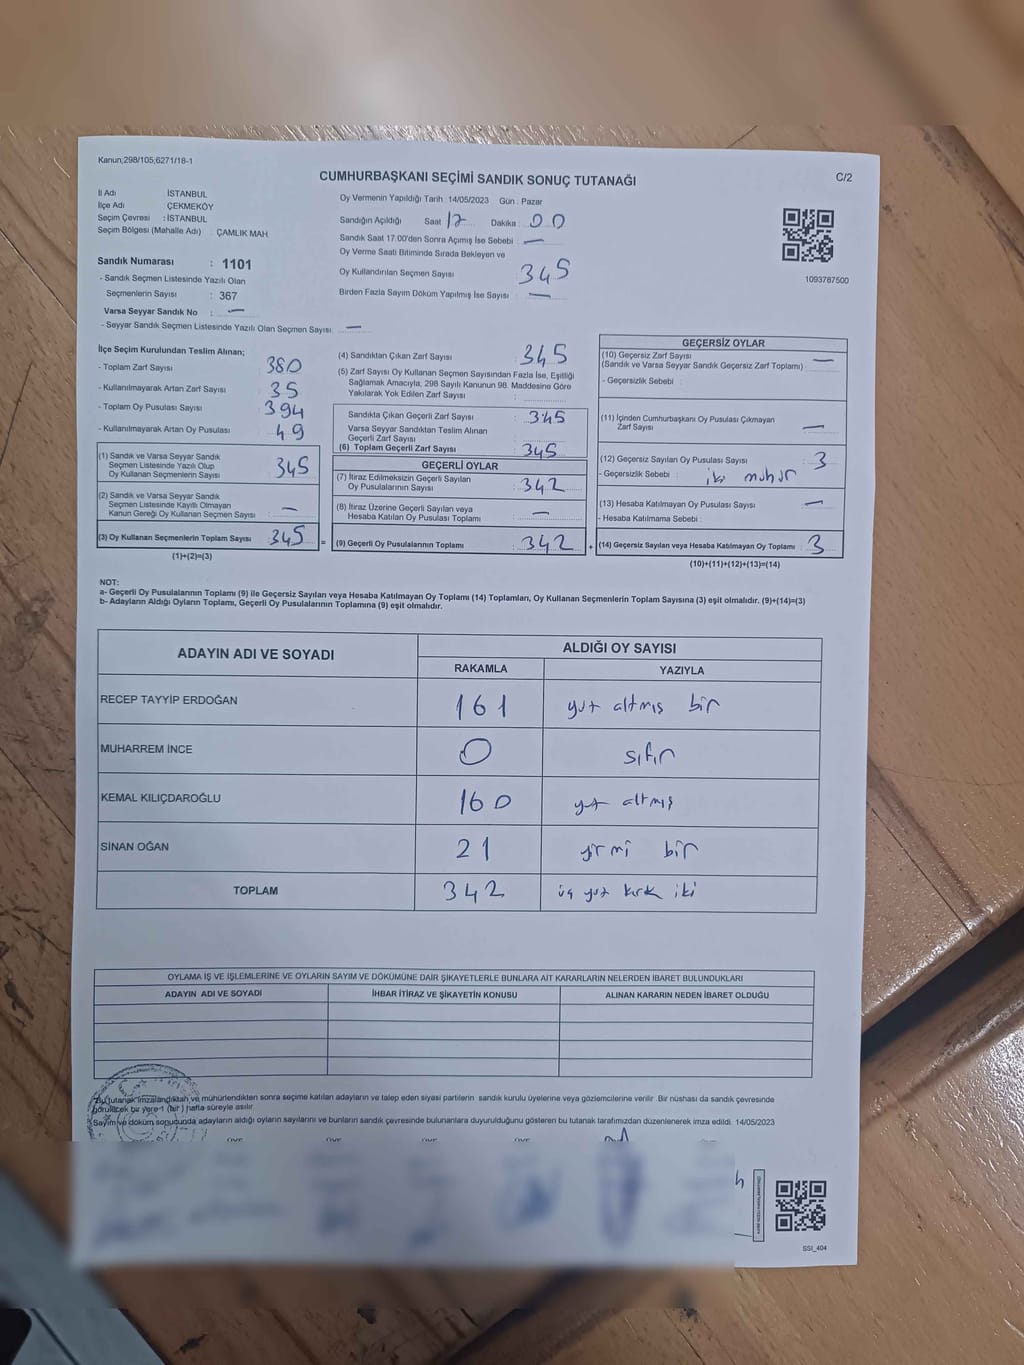 Kanun;298/105;6271/18-1
C/2
CUMHURBAŞKANI SEÇİMİ SANDIK SONUÇ TUTANAĞI
İl Adı İSTANBUL
İlçe Adı : ÇEKMEKÖY
Seçim Çevresi : İSTANBUL
Seçim Bölgesi (Mahalle Adı) : ÇAMLIK MAH.
Sandık Numarası : 1101
- Sandık Seçmen Listesinde Yazılı Olan
Seçmenlerin Sayısı : 367
Varsa Seyyar Sandık No : —
- Seyyar Sandık Seçmen Listesinde Yazılı Olan Seçmen Sayısı: —
Oy Vermenin Yapıldığı Tarih : 14/05/2023 Gün : Pazar
Sandığın Açıldığı Saat 17 Dakika : 00
Sandık Saat 17.00'den Sonra Açımış İse Sebebi : —
Oy Verme Saati Bitiminde Sırada Bekleyen ve
Oy Kullandırılan Seçmen Sayısı 345
Birden Fazla Sayım Döküm Yapılmış İse Sayısı : —
1093787500
İlçe Seçim Kurulundan Teslim Alınan;
- Toplam Zarf Sayısı : 380
- Kullanılmayarak Artan Zarf Sayısı : 35
- Toplam Oy Pusulası Sayısı : 394
- Kullanılmayarak Artan Oy Pusulası : 49
(1) Sandık ve Varsa Seyyar Sandık
Seçmen Listesinde Yazılı Olup
Oy Kullanan Seçmenlerin Sayısı : 345
(2) Sandık ve Varsa Seyyar Sandık
Seçmen Listesinde Kayıtlı Olmayan
Kanun Gereği Oy Kullanan Seçmen Sayısı : —
(3) Oy Kullanan Seçmenlerin Toplam Sayısı : 345
(1)+(2)=(3)
(4) Sandıktan Çıkan Zarf Sayısı : 345
(5) Zarf Sayısı Oy Kullanan Seçmen Sayısından Fazla İse, Eşitliği
Sağlamak Amacıyla, 298 Sayılı Kanunun 98. Maddesine Göre
Yakılarak Yok Edilen Zarf Sayısı :
Sandıkta Çıkan Geçerli Zarf Sayısı : 345
Varsa Seyyar Sandıktan Teslim Alınan
Geçerli Zarf Sayısı :
(6) Toplam Geçerli Zarf Sayısı : 345
GEÇERLİ OYLAR
(7) İtiraz Edilmeksizin Geçerli Sayılan
Oy Pusulalarının Sayısı : 342
(8) İtiraz Üzerine Geçerli Sayılan veya
Hesaba Katılan Oy Pusulası Toplamı : —
= (9) Geçerli Oy Pusulalarının Toplamı : 342
GEÇERSİZ OYLAR
(10) Geçersiz Zarf Sayısı —
(Sandık ve Varsa Seyyar Sandık Geçersiz Zarf Toplamı) :
- Geçersizlik Sebebi :
(11) İçinden Cumhurbaşkanı Oy Pusulası Çıkmayan
Zarf Sayısı : —
(12) Geçersiz Sayılan Oy Pusulası Sayısı : 3
- Geçersizlik Sebebi : iki mühür
(13) Hesaba Katılmayan Oy Pusulası Sayısı : —
- Hesaba Katılmama Sebebi :
+ (14) Geçersiz Sayılan veya Hesaba Katılmayan Oy Toplamı : 3
(10)+(11)+(12)+(13)=(14)
NOT:
a- Geçerli Oy Pusulalarının Toplamı (9) ile Geçersiz Sayılan veya Hesaba Katılmayan Oy Toplamı (14) Toplamları, Oy Kullanan Seçmenlerin Toplam Sayısına (3) eşit olmalıdır. (9)+(14)=(3)
b- Adayların Aldığı Oyların Toplamı, Geçerli Oy Pusulalarının Toplamına (9) eşit olmalıdır.
ADAYIN ADI VE SOYADI ALDIĞI OY SAYISI
RAKAMLA YAZIYLA
RECEP TAYYİP ERDOĞAN 161 yüz altmış bir
MUHARREM İNCE 0 sıfır
KEMAL KILIÇDAROĞLU 160 yüz altmış
SİNAN OĞAN 21 yirmi bir
TOPLAM 342 üç yüz kırk iki
OYLAMA İŞ VE İŞLEMLERİNE VE OYLARIN SAYIM VE DÖKÜMÜNE DAİR ŞİKAYETLERLE BUNLARA AİT KARARLARIN NELERDEN İBARET BULUNDUKLARI
ADAYIN ADI VE SOYADI İHBAR İTİRAZ VE ŞİKAYETİN KONUSU ALINAN KARARIN NEDEN İBARET OLDUĞU
Bu tutanak imzalandıktan ve mühürlendikten sonra seçime katılan adayların ve talep eden siyasi partilerin sandık kurulu üyelerine veya gözlemcilerine verilir. Bir nüshası da sandık çevresinde
görülecek bir yere 1 (bir) hafta süreyle asılır.
Sayım ve döküm sonucunda adayların aldığı oyların sayılarını ve bunların sandık çevresinde bulunanlara duyurulduğunu gösteren bu tutanak tarafımızdan düzenlenerek imza edildi. 14/05/2023
SSI_404